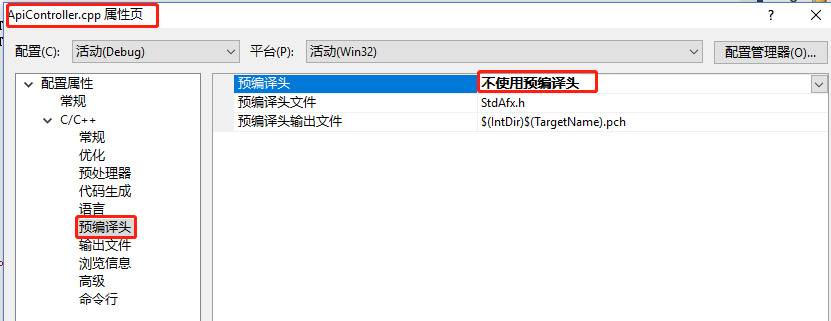 ApiController.cpp 属性页
配置(C): 活动(Debug) 平台(P): 活动(Win32) 配置管理器(O)...
配置属性
常规
C/C++
常规
优化
预处理器
代码生成
语言
预编译头
输出文件
浏览信息
高级
命令行
预编译头 不使用预编译头
预编译头文件 StdAfx.h
预编译头输出文件 $(IntDir)$(TargetName).pch